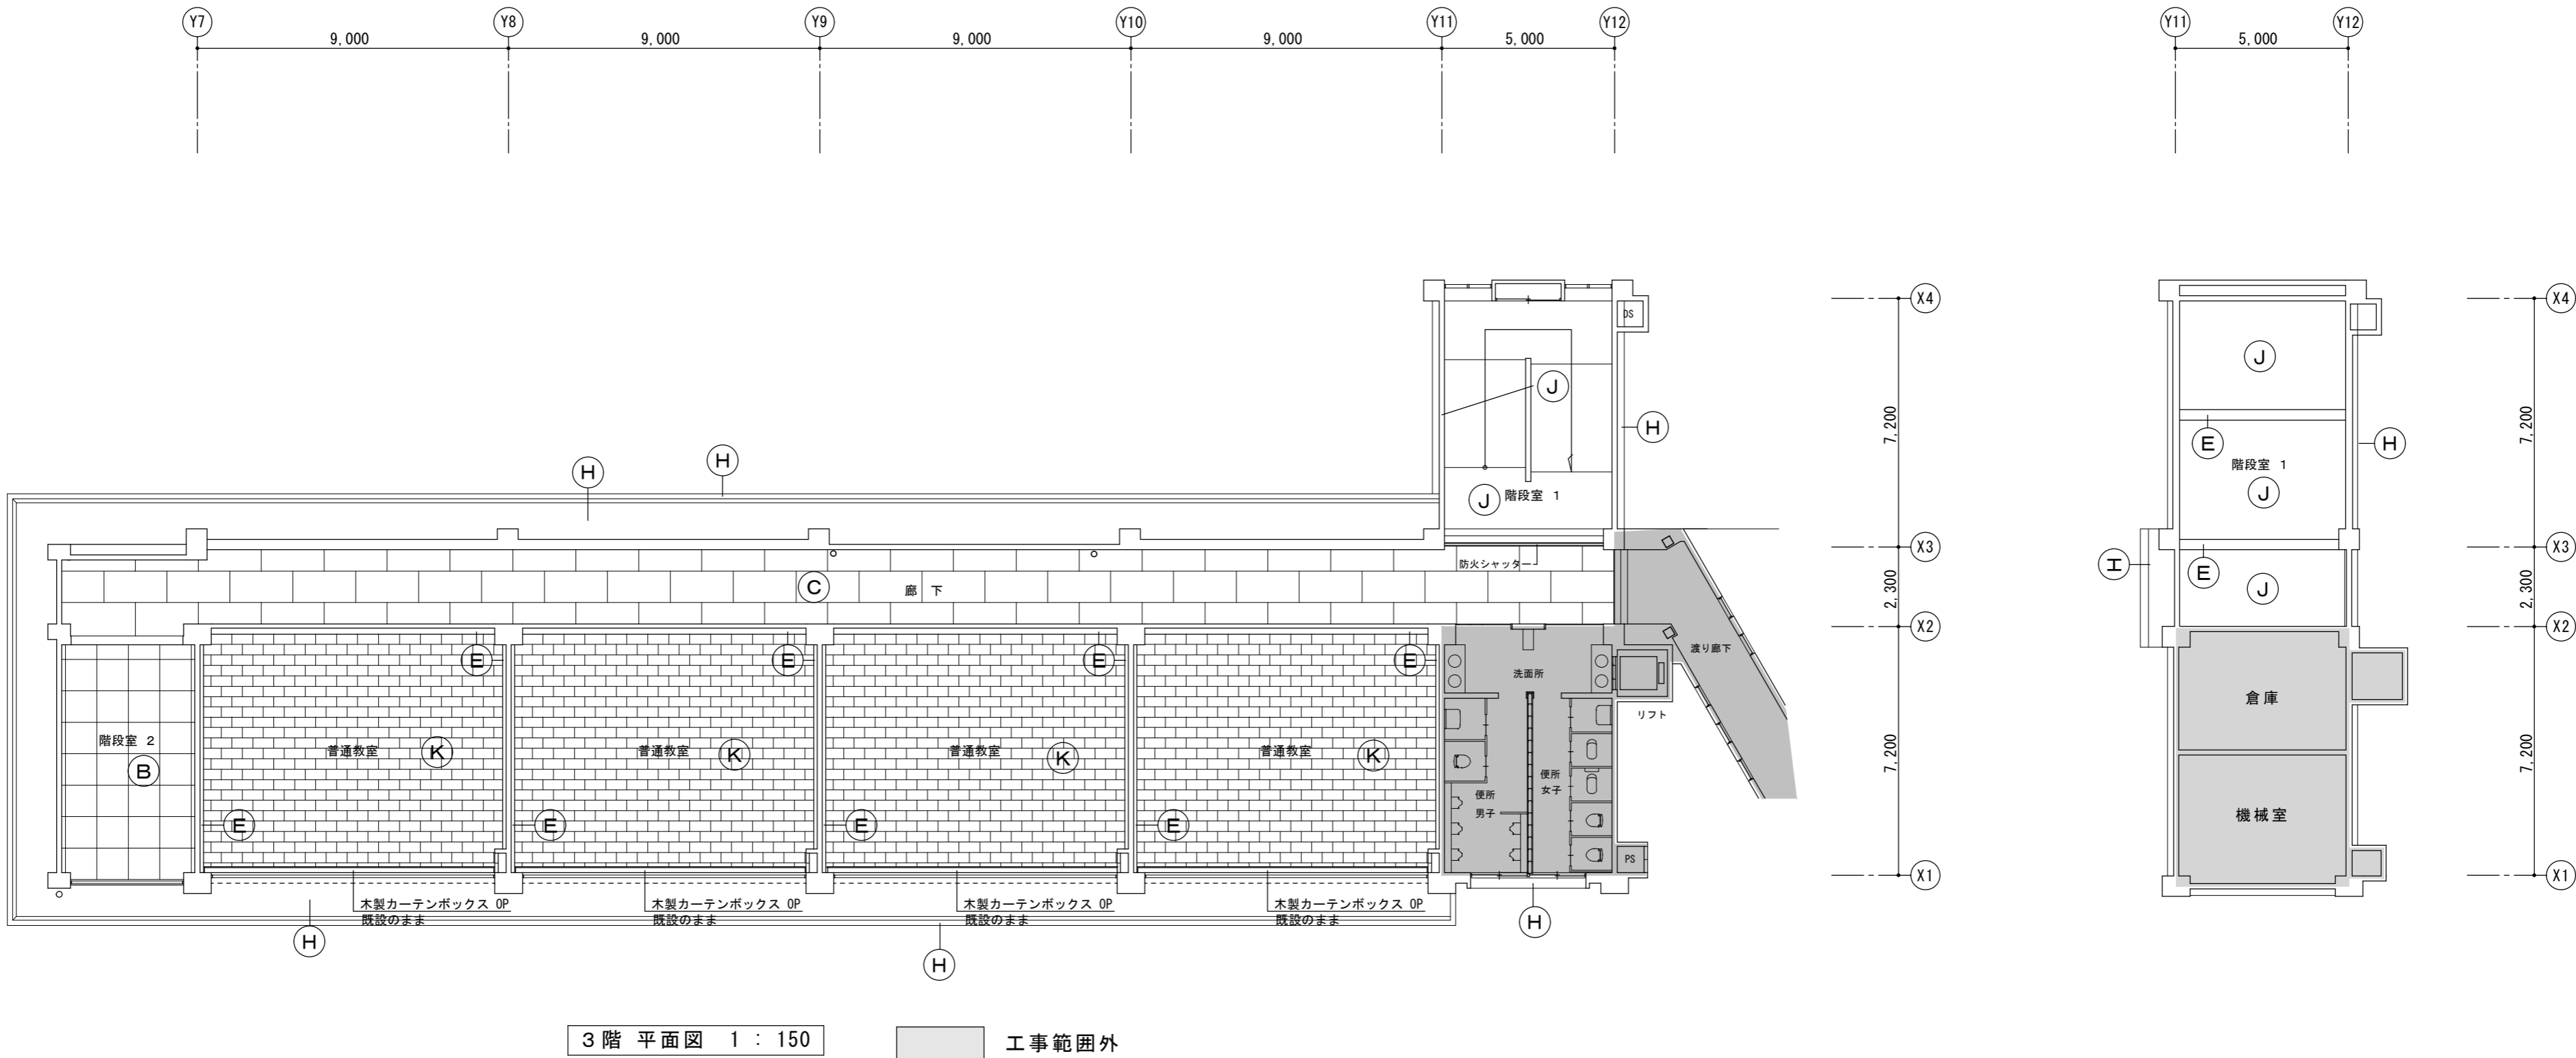 Y7 Y8 Y9 Y10 Y11 Y12 Y11 Y12
9,000 9,000 9,000 9,000 5,000 5,000
X4 X4
DS
J
J
7,200 7,200
H H
H
E
階段室 1
H
J
J 階段室 1
X3 X3
防火シャッター
H
E
C 廊 下
J
2,300 2,300
X2 X2
E E E E
渡り廊下
洗面所
倉庫
リフト
階段室 2
普通教室 K
普通教室 K
普通教室 K
普通教室 K
B
7,200 7,200
便所
女子
便所
男子
機械室
E E E E
PS
X1 X1
木製カーテンボックス OP
既設のまま
木製カーテンボックス OP
既設のまま
木製カーテンボックス OP
既設のまま
木製カーテンボックス OP
既設のまま
H
H
H
3階 平面図 1 : 150
工事範囲外